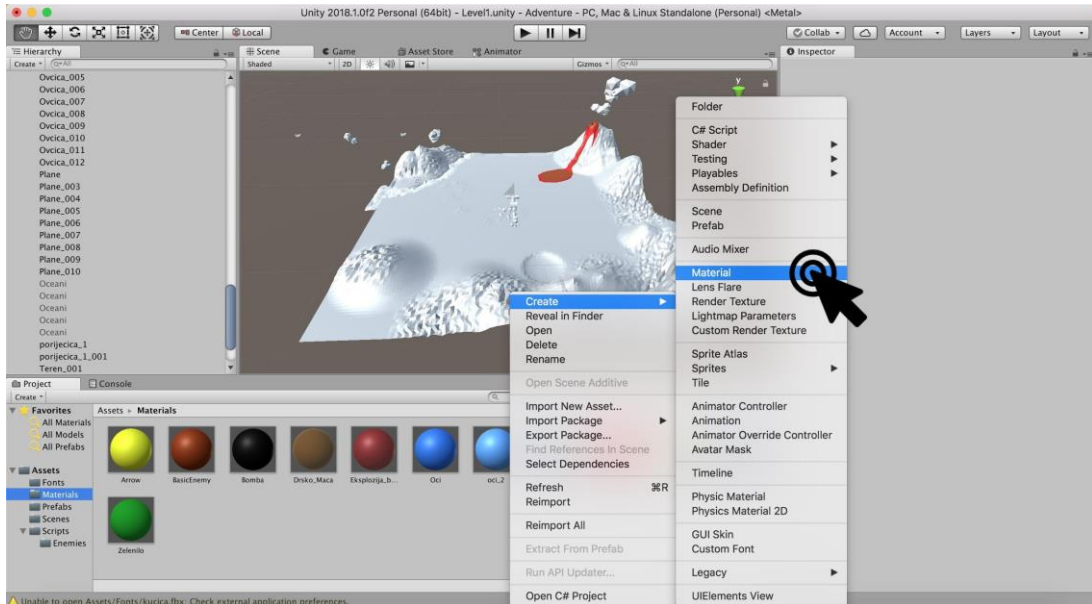 Unity 2018.1.0f2 Personal (64bit) - Level1.unity - Adventure - PC, Mac & Linux Standalone (Personal) <Metal>
Center Local Collab Account Layers Layout
Hierarchy
Create All
Ovcica_005
Ovcica_006
Ovcica_007
Ovcica_008
Ovcica_009
Ovcica_010
Ovcica_011
Ovcica_012
Plane
Plane_003
Plane_004
Plane_005
Plane_006
Plane_007
Plane_008
Plane_009
Plane_010
Oceani
Oceani
Oceani
Oceani
Oceani
porijecica_1
porijecica_1_001
Teren_001
Scene Game Asset Store Animator
Shaded 2D Gizmos All
y
Inspector
Project Console
Create
Favorites
All Materials
All Models
All Prefabs
Assets
Fonts
Materials
Prefabs
Scenes
Scripts
Enemies
Assets Materials
Arrow BasicEnemy Bomba Drsko_Maca Eksplozija_b... Oci oci_2
Zelenilo
Create
Reveal in Finder
Open
Delete
Rename
Open Scene Additive
Import New Asset...
Import Package
Export Package...
Find References In Scene
Select Dependencies
Refresh ⌘R
Reimport
Reimport All
Extract From Prefab
Run API Updater...
Open C# Project
Folder
C# Script
Shader
Testing
Playables
Assembly Definition
Scene
Prefab
Audio Mixer
Material
Lens Flare
Render Texture
Lightmap Parameters
Custom Render Texture
Sprite Atlas
Sprites
Tile
Animator Controller
Animation
Animator Override Controller
Avatar Mask
Timeline
Physic Material
Physics Material 2D
GUI Skin
Custom Font
Legacy
UIElements View
Unable to open Assets/Fonts/kucica.fbx: Check external application preferences.